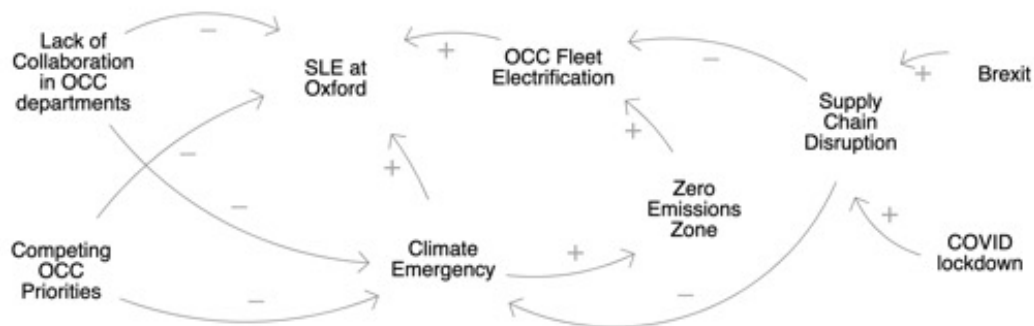 Lack of
Collaboration
in OCC
departments
−
SLE at
Oxford
+
OCC Fleet
Electrification
−
Supply
Chain
Disruption
+
Brexit
−
+
+
−
Competing
OCC
Priorities
−
Climate
Emergency
+
Zero
Emissions
Zone
−
+
COVID
lockdown